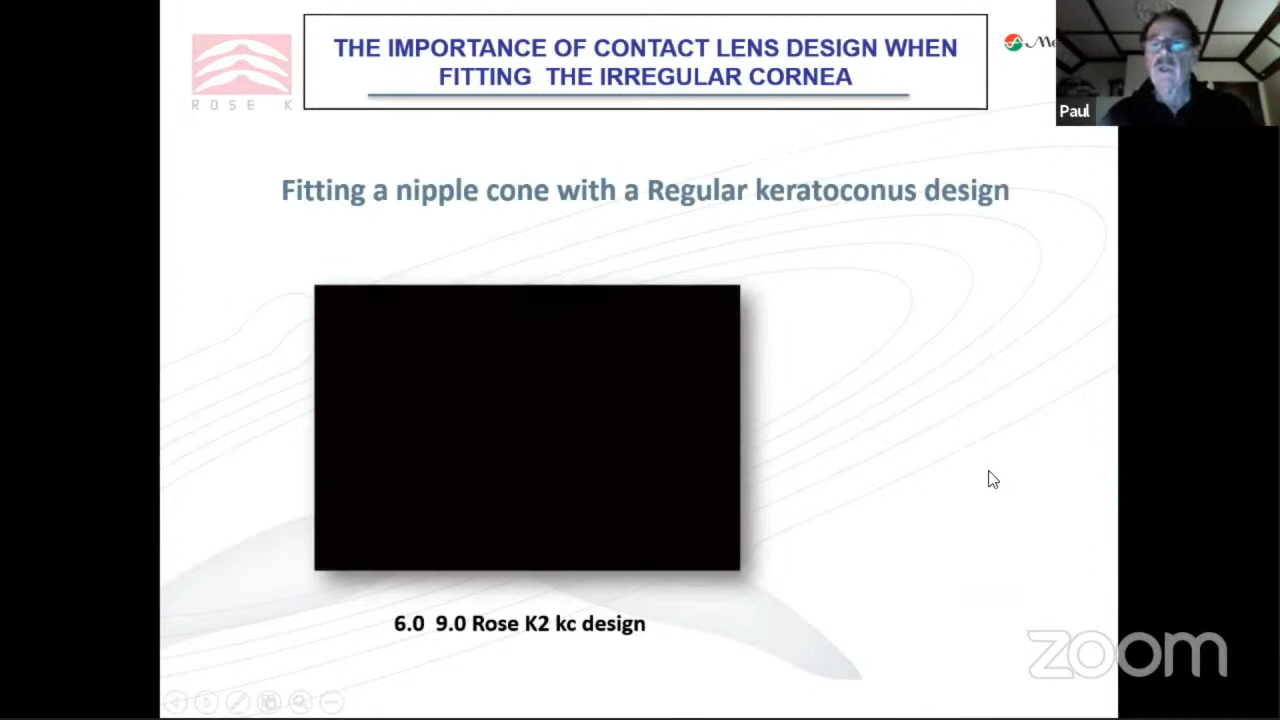 THE IMPORTANCE OF CONTACT LENS DESIGN WHEN
FITTING THE IRREGULAR CORNEA
ROSE K
Me
Paul
Fitting a nipple cone with a Regular keratoconus design
6.0 9.0 Rose K2 kc design
zoom